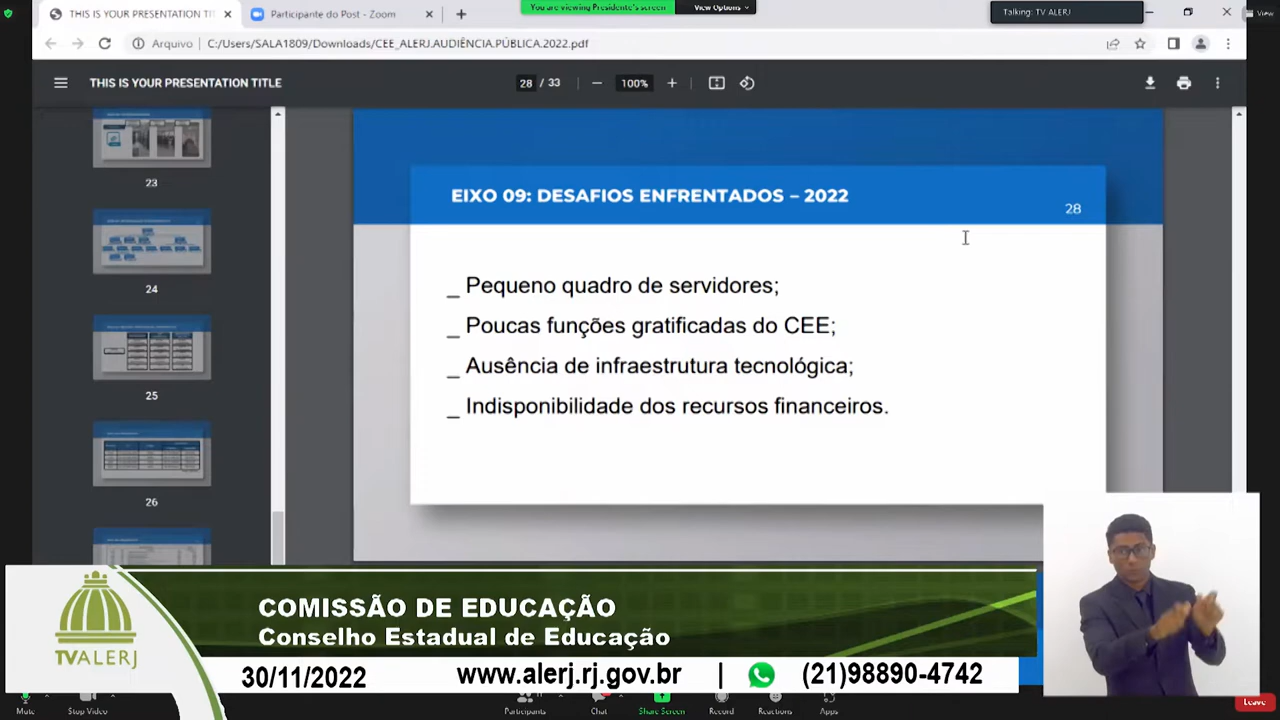 THIS IS YOUR PRESENTATION TIT
Participante do Post - Zoom
You are viewing Presidente's screen
View Options
Talking: TV ALERJ
View
Arquivo
C:/Users/SALA1809/Downloads/CEE_ALERJ.AUDIÊNCIA.PÚBLICA.2022.pdf
THIS IS YOUR PRESENTATION TITLE
28 / 33
100%
23
24
25
26
EIXO 09: DESAFIOS ENFRENTADOS – 2022
28
_ Pequeno quadro de servidores;
_ Poucas funções gratificadas do CEE;
_ Ausência de infraestrutura tecnológica;
_ Indisponibilidade dos recursos financeiros.
COMISSÃO DE EDUCAÇÃO
Conselho Estadual de Educação
TVALERJ
30/11/2022
www.alerj.rj.gov.br | (21)98890-4742
Mute
Stop Video
Participants
Chat
Share Screen
Record
Reactions
Apps
Leave